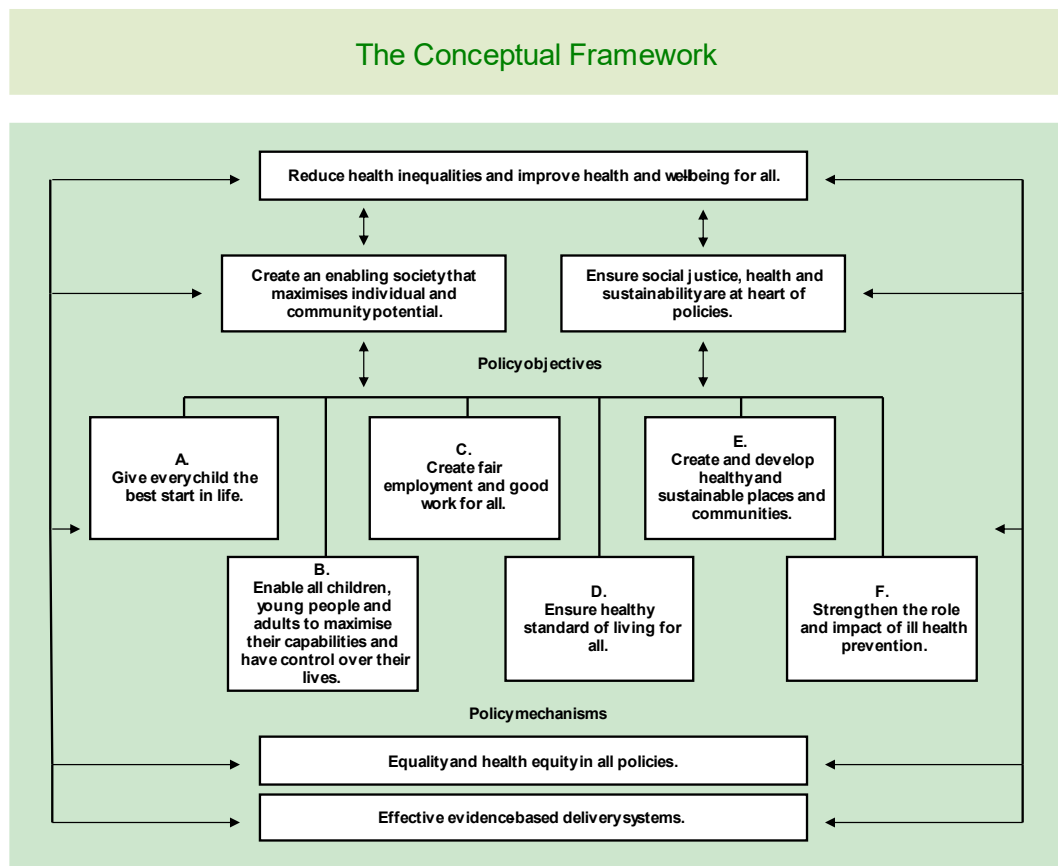 The Conceptual Framework
Reduce health inequalities and improve health and well-being for all.
Create an enabling society that
maximises individual and
community potential.
Ensure social justice, health and
sustainability are at heart of
policies.
Policy objectives
A.
Give every child the
best start in life.
C.
Create fair
employment and good
work for all.
E.
Create and develop
healthy and
sustainable places and
communities.
B.
Enable all children,
young people and
adults to maximise
their capabilities and
have control over their
lives.
D.
Ensure healthy
standard of living for
all.
F.
Strengthen the role
and impact of ill health
prevention.
Policy mechanisms
Equality and health equity in all policies.
Effective evidence-based delivery systems.